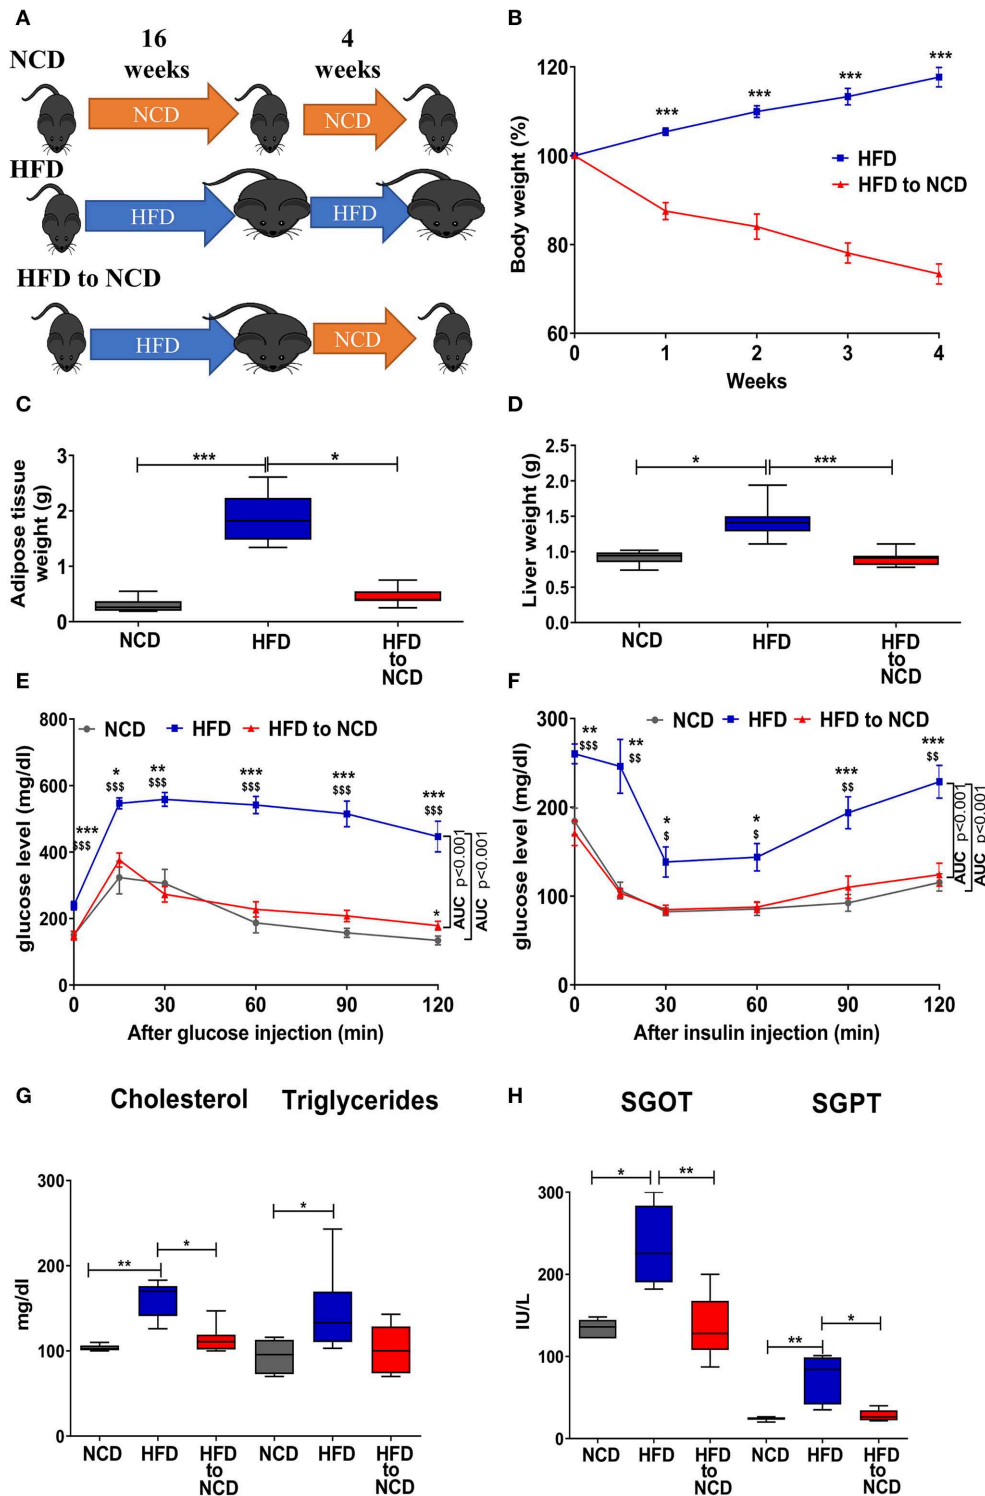 A
16 weeks
4 weeks
NCD
NCD
NCD
HFD
HFD
HFD
HFD to NCD
HFD
NCD
B
Body weight (%)
120
100
80
60
***
***
***
***
HFD
HFD to NCD
0 1 2 3 4
Weeks
C
Adipose tissue
weight (g)
3
2
1
0
***
*
NCD HFD HFD to NCD
D
Liver weight (g)
2.5
2.0
1.5
1.0
0.5
0.0
*
***
NCD HFD HFD to NCD
E
NCD HFD HFD to NCD
glucose level (mg/dl)
800
600
400
200
0
***
$$$
*
$$$
**
$$$
***
$$$
***
$$$
***
$$$
*
AUC p<0.001
AUC p<0.001
0 30 60 90 120
After glucose injection (min)
F
NCD HFD HFD to NCD
glucose level (mg/dl)
300
200
100
0
**
$$$
**
$$
*
$
*
$
***
$$
***
$$
AUC p<0.001
AUC p<0.001
0 30 60 90 120
After insulin injection (min)
G
Cholesterol Triglycerides
mg/dl
300
200
100
0
**
*
*
NCD HFD HFD to NCD NCD HFD HFD to NCD
H
SGOT SGPT
IU/L
300
200
100
0
*
**
**
*
NCD HFD HFD to NCD NCD HFD HFD to NCD